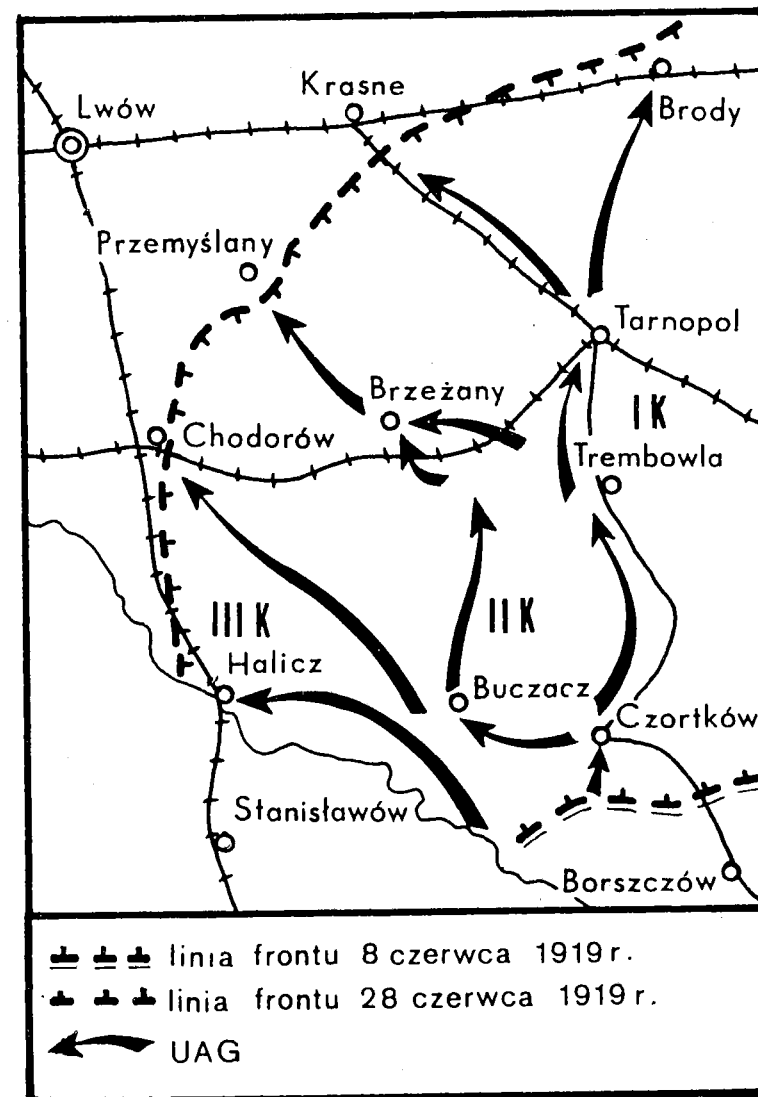 Krasne
Lwów
Brody
Przemyślany
Tarnopol
Brzeżany
I K
Chodorów
Trembowla
III K
II K
Halicz
Buczacz
Czortków
Stanisławów
Borszczów
linia frontu 8 czerwca 1919 r.
linia frontu 28 czerwca 1919 r.
UAG